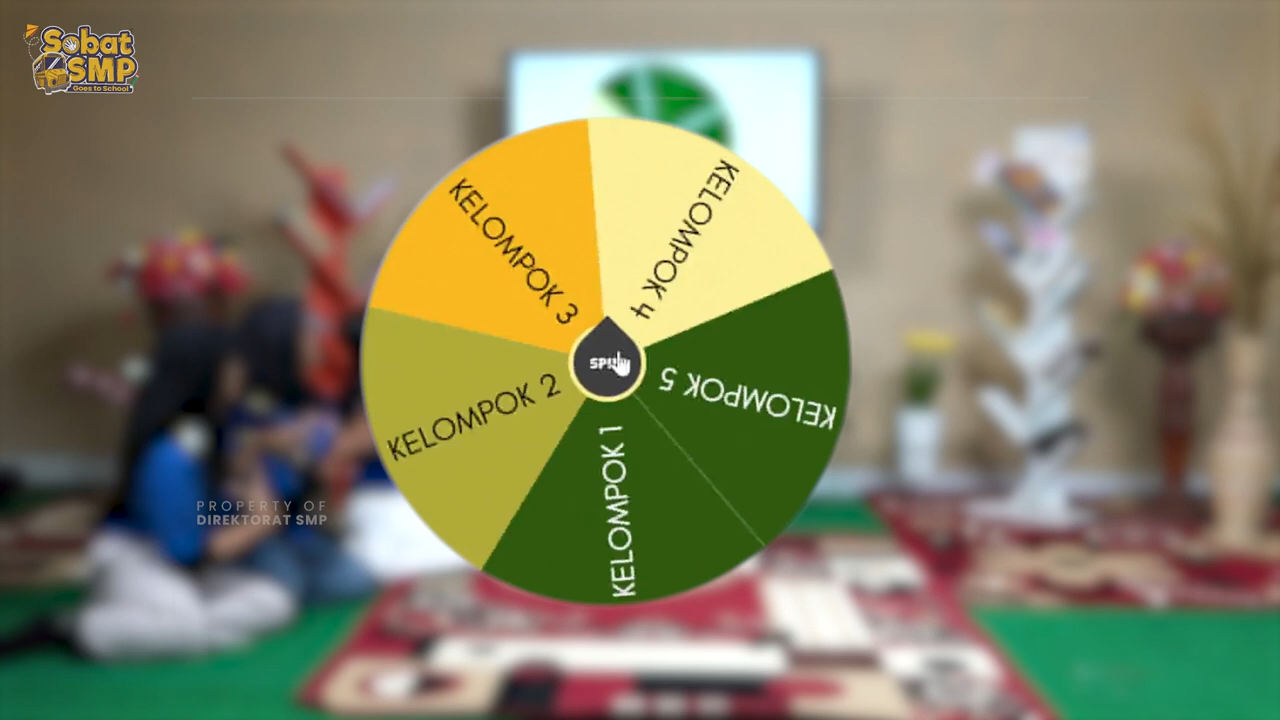 Sobat
SMP
Goes to School
KELOMPOK 3
KELOMPOK 4
KELOMPOK 2
KELOMPOK 5
KELOMPOK 1
SPIN
PROPERTY OF
DIREKTORAT SMP